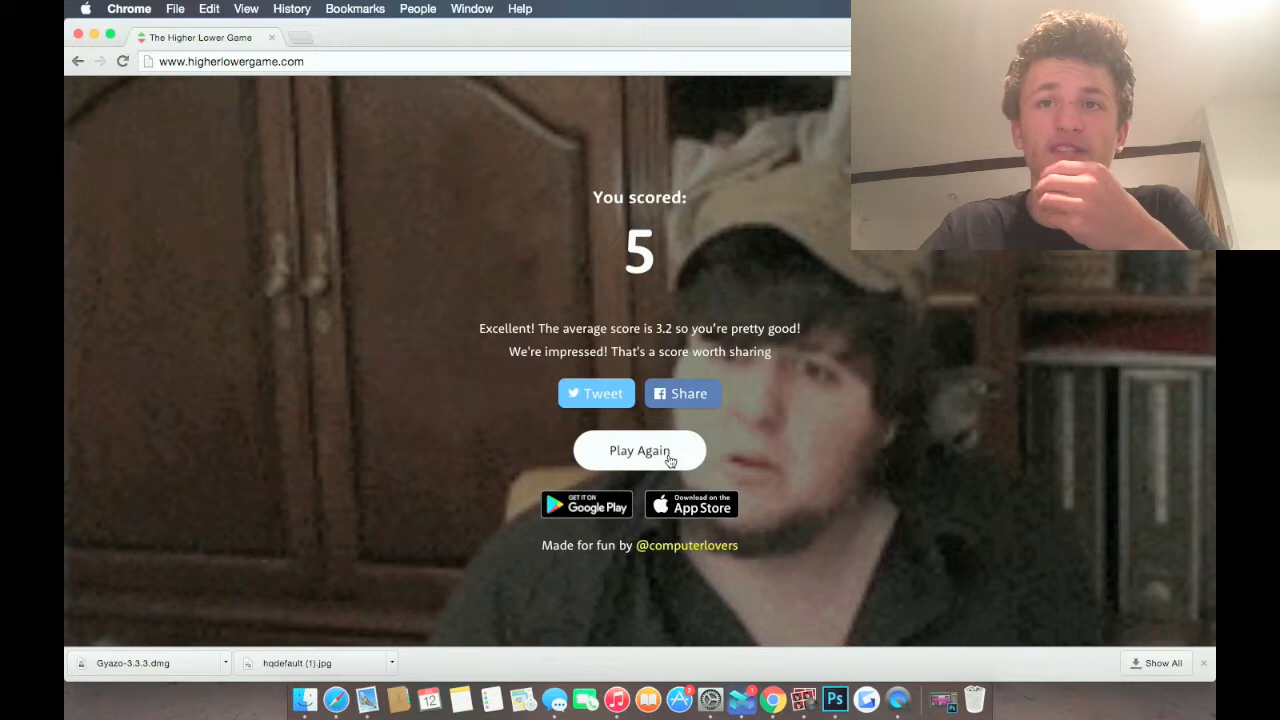 Chrome File Edit View History Bookmarks People Window Help
The Higher Lower Game
www.higherlowergame.com
You scored:
5
Excellent! The average score is 3.2 so you're pretty good!
We're impressed! That's a score worth sharing
Tweet Share
Play Again
GET IT ON Google Play
Download on the App Store
Made for fun by @computerlovers
Gyazo-3.3.3.dmg hqdefault (1).jpg Show All
12
Ps